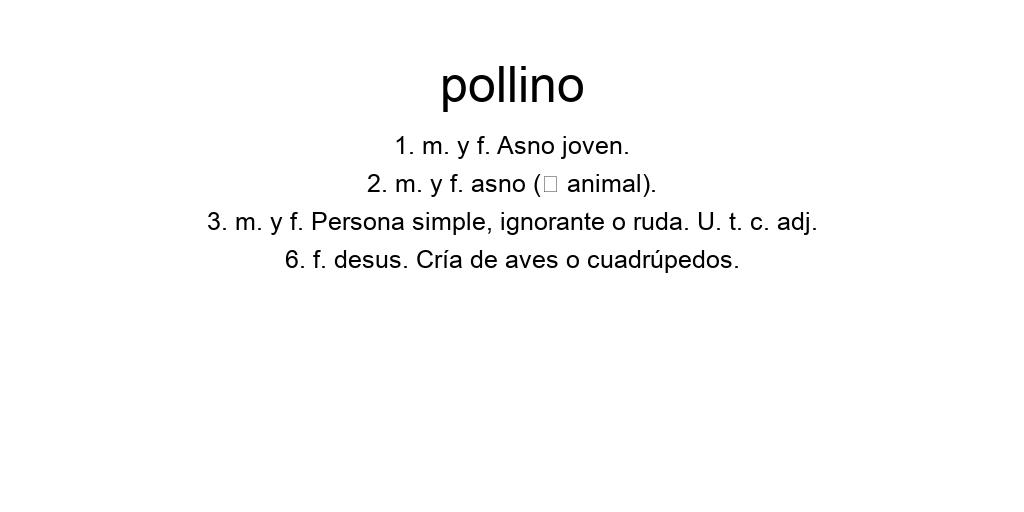 pollino
1. m. y f. Asno joven.
2. m. y f. asno (□ animal).
3. m. y f. Persona simple, ignorante o ruda. U. t. c. adj.
6. f. desus. Cría de aves o cuadrúpedos.